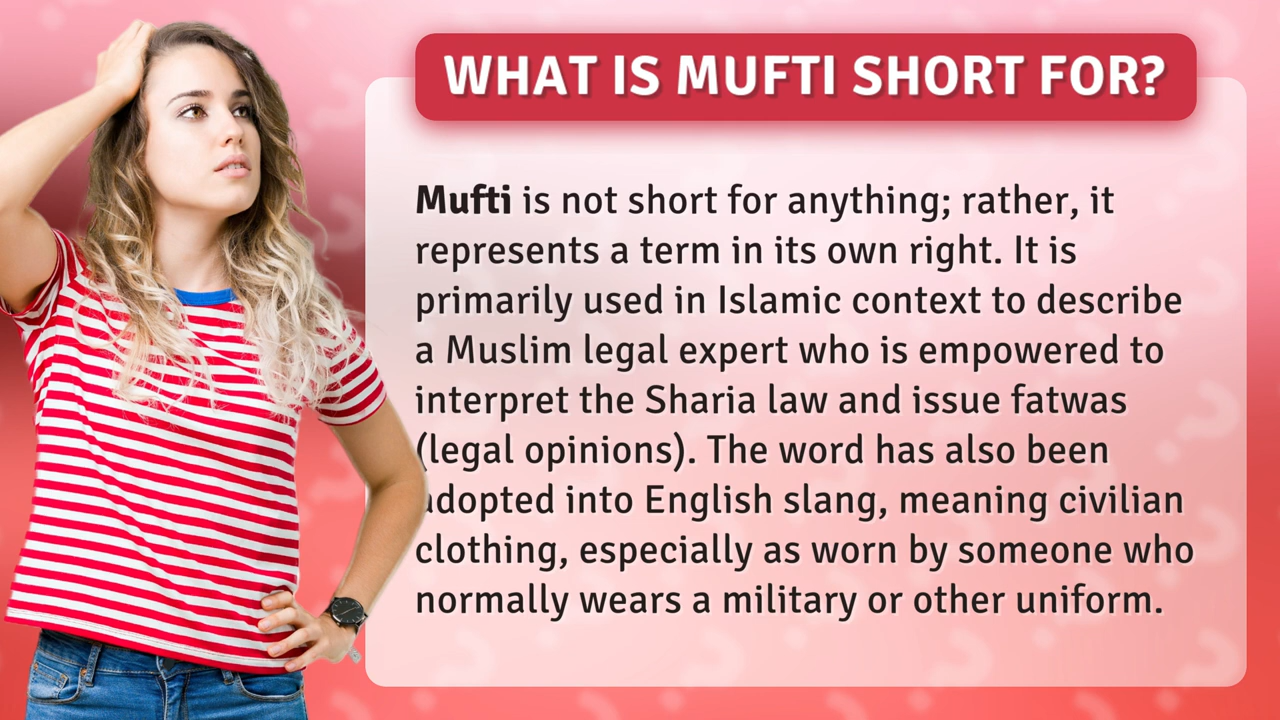 WHAT IS MUFTI SHORT FOR?
Mufti is not short for anything; rather, it
represents a term in its own right. It is
primarily used in Islamic context to describe
a Muslim legal expert who is empowered to
interpret the Sharia law and issue fatwas
(legal opinions). The word has also been
adopted into English slang, meaning civilian
clothing, especially as worn by someone who
normally wears a military or other uniform.